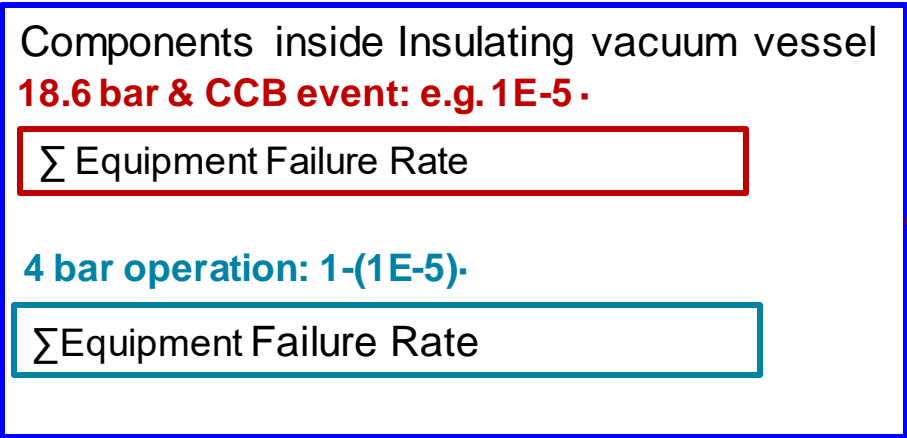 Components inside Insulating vacuum vessel
18.6 bar & CCB event: e.g. 1E-5 ·
∑ Equipment Failure Rate
4 bar operation: 1-(1E-5)·
∑Equipment Failure Rate